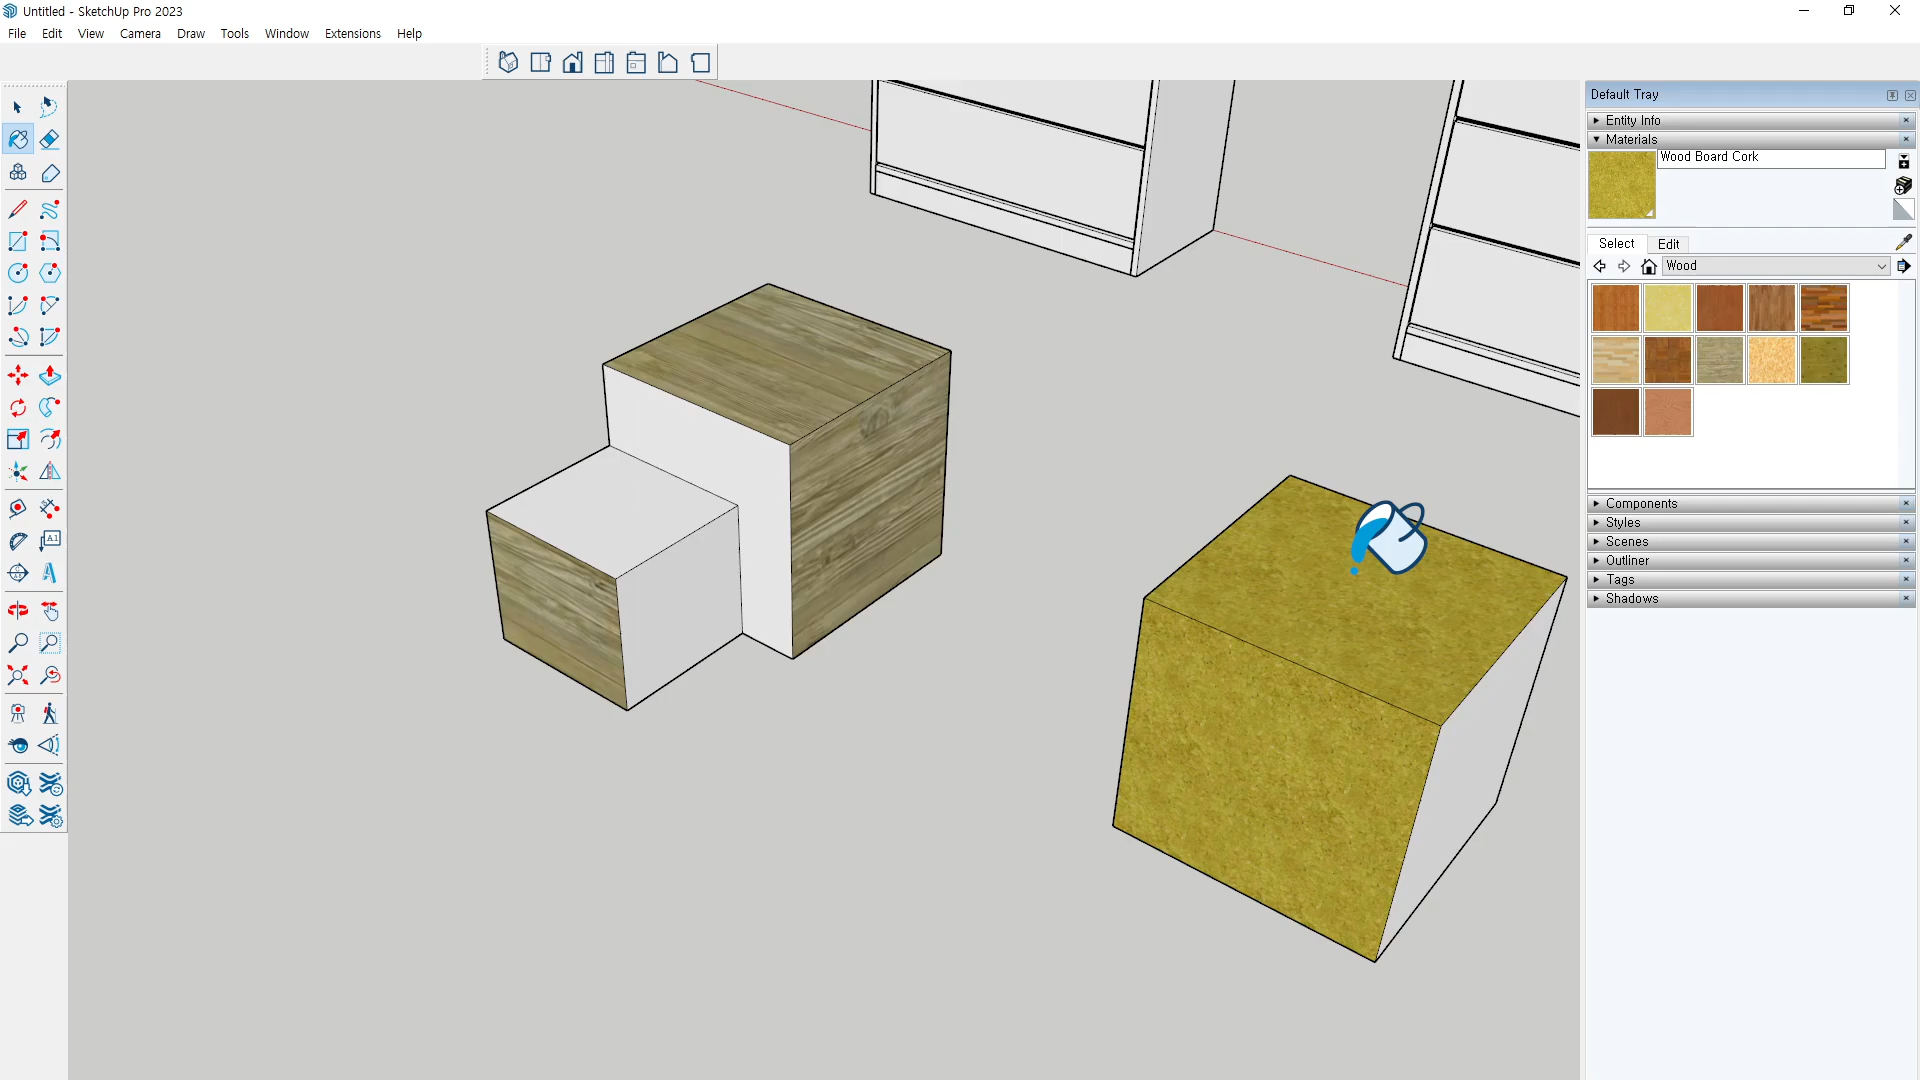 Untitled - SketchUp Pro 2023
File Edit View Camera Draw Tools Window Extensions Help
Default Tray
Entity Info
Materials
Wood Board Cork
Select Edit
Wood
Components
Styles
Scenes
Outliner
Tags
Shadows
A1
A